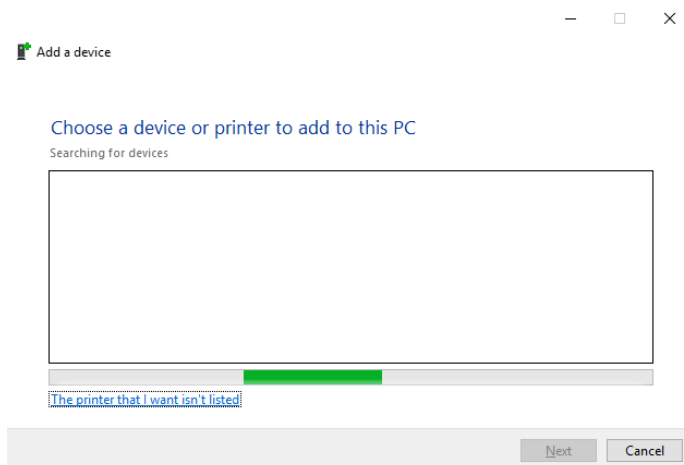 Add a device
Choose a device or printer to add to this PC
Searching for devices
The printer that I want isn't listed
Next Cancel